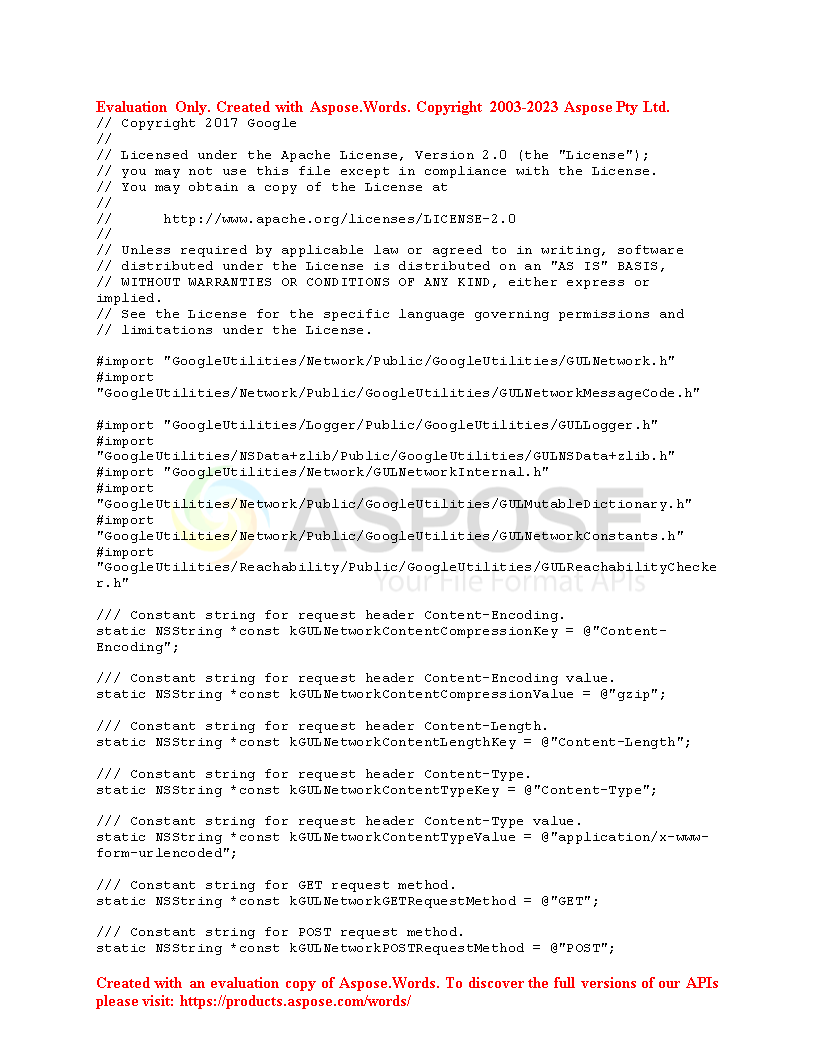 Evaluation Only. Created with Aspose.Words. Copyright 2003-2023 Aspose Pty Ltd.
// Copyright 2017 Google
//
// Licensed under the Apache License, Version 2.0 (the "License");
// you may not use this file except in compliance with the License.
// You may obtain a copy of the License at
//
//      http://www.apache.org/licenses/LICENSE-2.0
//
// Unless required by applicable law or agreed to in writing, software
// distributed under the License is distributed on an "AS IS" BASIS,
// WITHOUT WARRANTIES OR CONDITIONS OF ANY KIND, either express or
implied.
// See the License for the specific language governing permissions and
// limitations under the License.

#import "GoogleUtilities/Network/Public/GoogleUtilities/GULNetwork.h"
#import
"GoogleUtilities/Network/Public/GoogleUtilities/GULNetworkMessageCode.h"

#import "GoogleUtilities/Logger/Public/GoogleUtilities/GULLogger.h"
#import
"GoogleUtilities/NSData+zlib/Public/GoogleUtilities/GULNSData+zlib.h"
#import "GoogleUtilities/Network/GULNetworkInternal.h"
#import
"GoogleUtilities/Network/Public/GoogleUtilities/GULMutableDictionary.h"
#import
"GoogleUtilities/Network/Public/GoogleUtilities/GULNetworkConstants.h"
#import
"GoogleUtilities/Reachability/Public/GoogleUtilities/GULReachabilityChecke
r.h"
ASPOSE
Your File Format APIs

/// Constant string for request header Content-Encoding.
static NSString *const kGULNetworkContentCompressionKey = @"Content-
Encoding";

/// Constant string for request header Content-Encoding value.
static NSString *const kGULNetworkContentCompressionValue = @"gzip";

/// Constant string for request header Content-Length.
static NSString *const kGULNetworkContentLengthKey = @"Content-Length";

/// Constant string for request header Content-Type.
static NSString *const kGULNetworkContentTypeKey = @"Content-Type";

/// Constant string for request header Content-Type value.
static NSString *const kGULNetworkContentTypeValue = @"application/x-www-
form-urlencoded";

/// Constant string for GET request method.
static NSString *const kGULNetworkGETRequestMethod = @"GET";

/// Constant string for POST request method.
static NSString *const kGULNetworkPOSTRequestMethod = @"POST";

Created with an evaluation copy of Aspose.Words. To discover the full versions of our APIs
please visit: https://products.aspose.com/words/